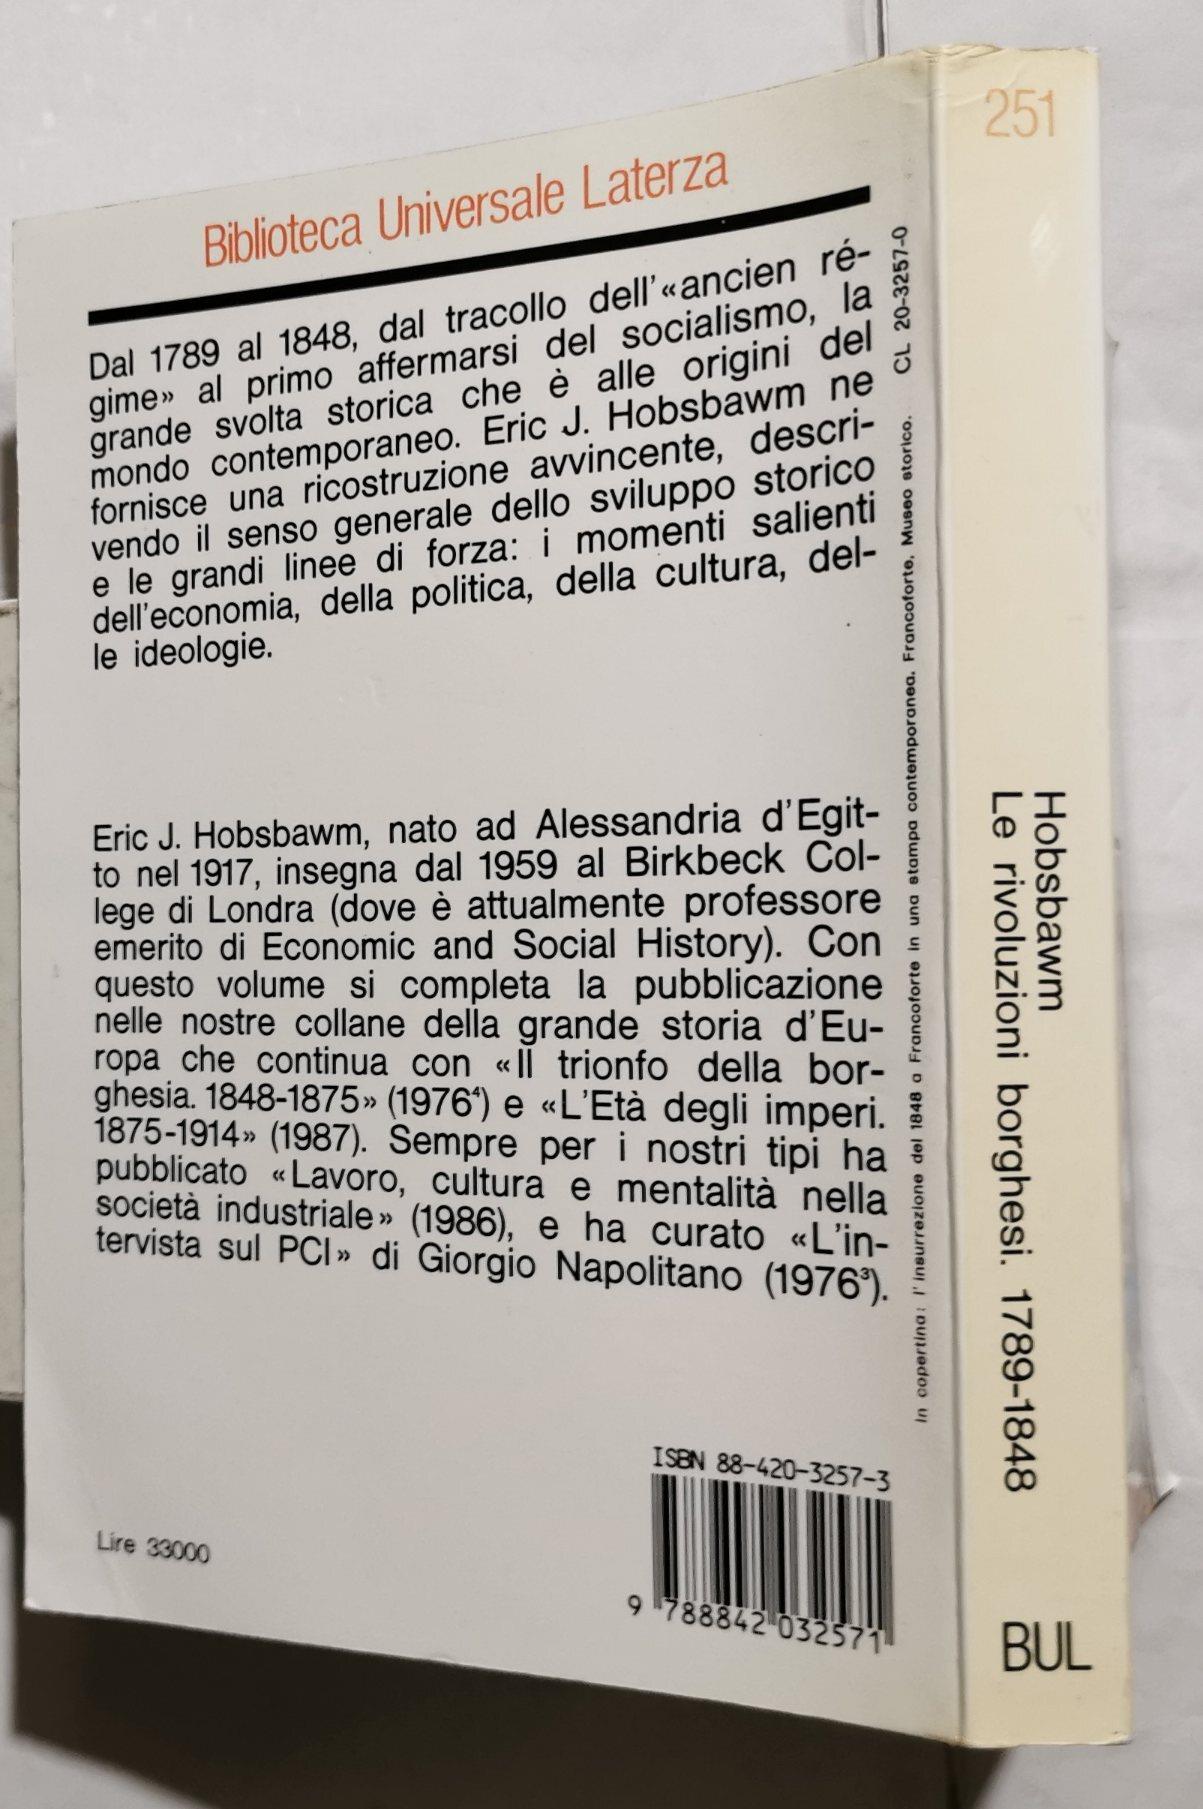 Biblioteca Universale Laterza
Dal 1789 al 1848, dal tracollo dell'«ancien ré-
gime» al primo affermarsi del socialismo, la
grande svolta storica che è alle origini del
mondo contemporaneo. Eric J. Hobsbawm ne
fornisce una ricostruzione avvincente, descri-
vendo il senso generale dello sviluppo storico
e le grandi linee di forza: i momenti salienti
dell'economia, della politica, della cultura, del-
le ideologie.
Eric J. Hobsbawm, nato ad Alessandria d'Egit-
to nel 1917, insegna dal 1959 al Birkbeck Col-
lege di Londra (dove è attualmente professore
emerito di Economic and Social History). Con
questo volume si completa la pubblicazione
nelle nostre collane della grande storia d'Eu-
ropa che continua con «Il trionfo della bor-
ghesia. 1848-1875» (1976⁴) e «L'Età degli imperi.
1875-1914» (1987). Sempre per i nostri tipi ha
pubblicato «Lavoro, cultura e mentalità nella
società industriale» (1986), e ha curato «L'in-
tervista sul PCI» di Giorgio Napolitano (1976³).
Lire 33000
ISBN 88-420-3257-3
9 788842 032571
In copertina: l'insurrezione del 1848 a Francoforte in una stampa contemporanea. Francoforte, Museo storico.
CL 20-3257-0
251
Hobsbawm
Le rivoluzioni borghesi. 1789-1848
BUL